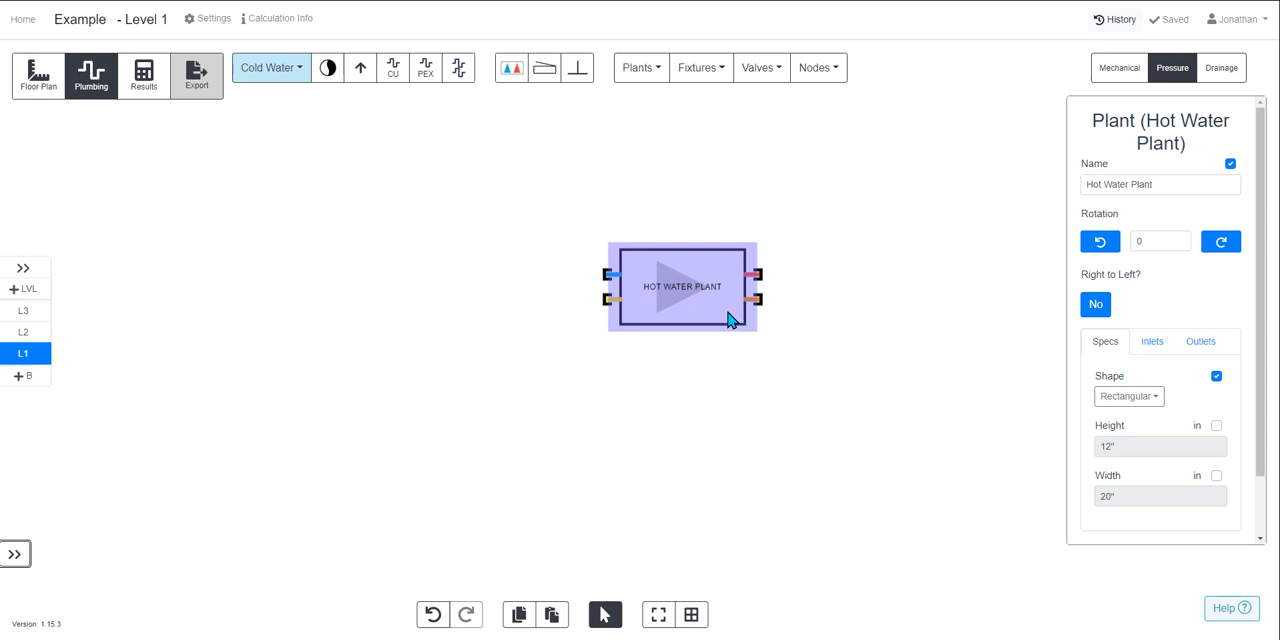 Home Example - Level 1 Settings Calculation Info History Saved Jonathan
Floor Plan Plumbing Results Export Cold Water CU PEX Plants Fixtures Valves Nodes Mechanical Pressure Drainage
Plant (Hot Water
Plant)
Name
Hot Water Plant
Rotation
0
Right to Left?
No
Specs Inlets Outlets
Shape
Rectangular
Height in
12"
Width in
20"
HOT WATER PLANT
+ LVL
L3
L2
L1
+ B
Version: 1.15.3
Help